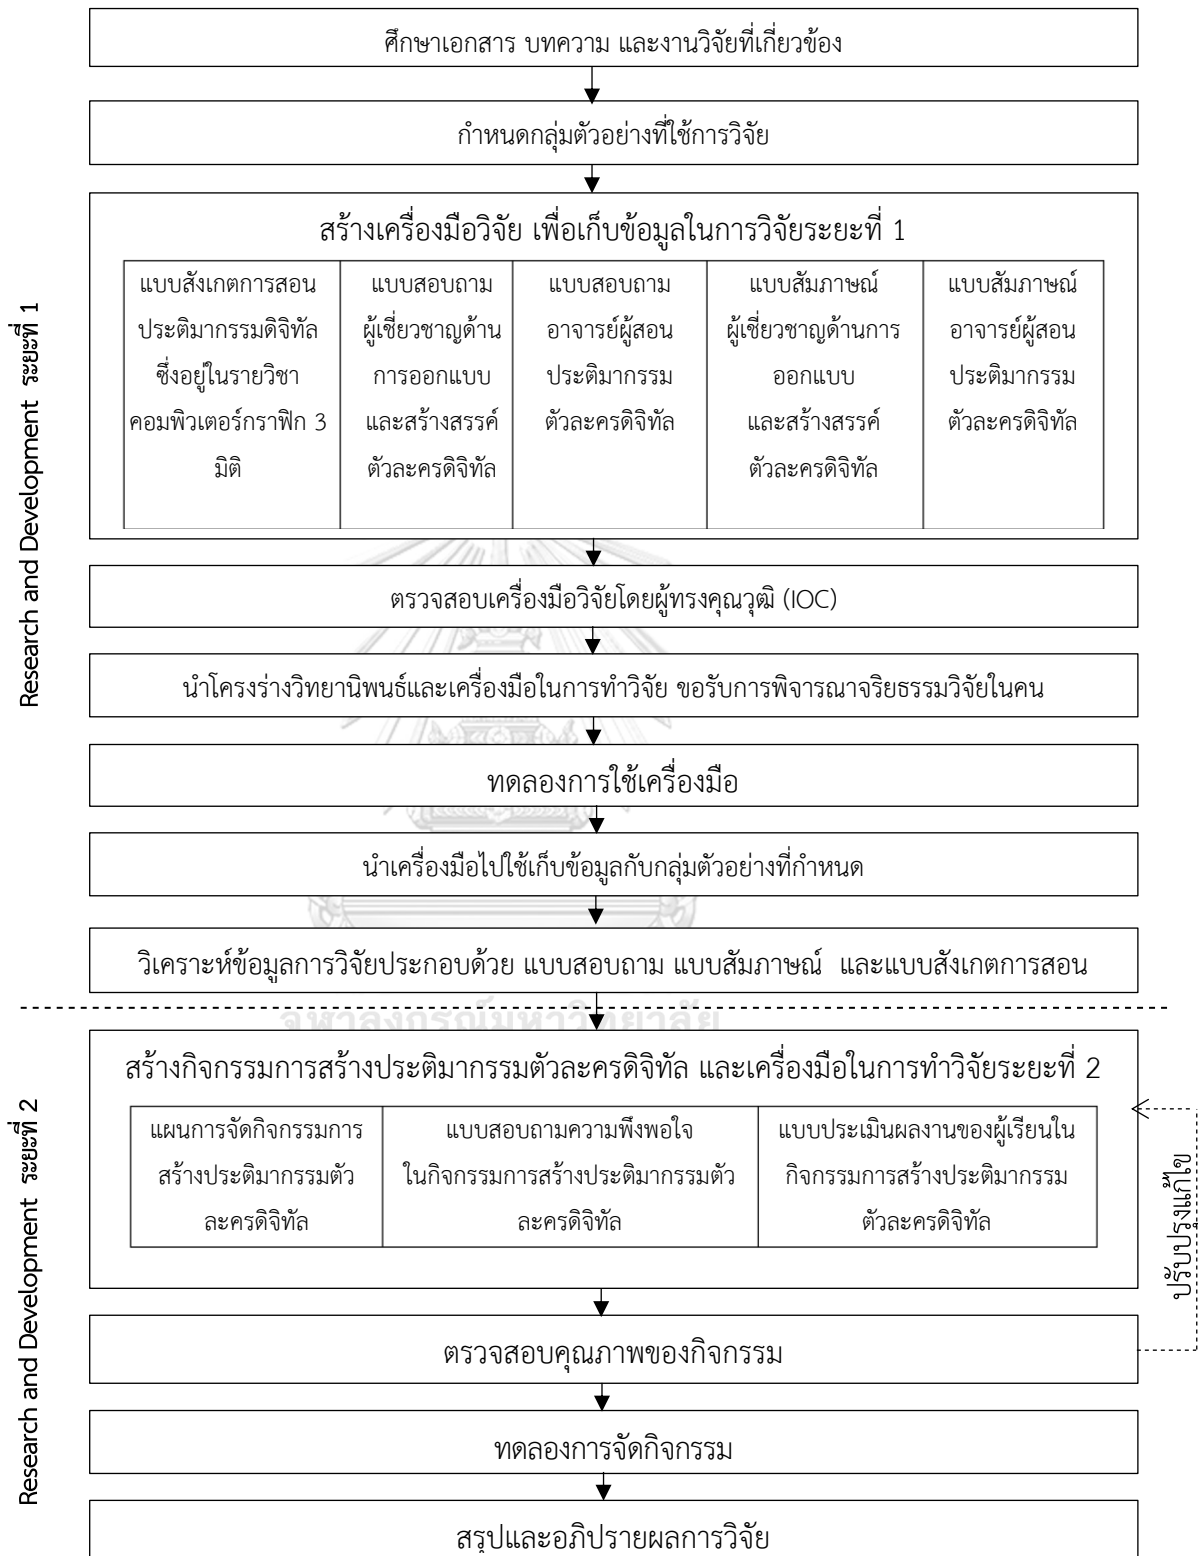 ศึกษาเอกสาร บทความ และงานวิจัยที่เกี่ยวข้อง
กำหนดกลุ่มตัวอย่างที่ใช้การวิจัย
Research and Development ระยะที่ 1
สร้างเครื่องมือวิจัย เพื่อเก็บข้อมูลในการวิจัยระยะที่ 1
แบบสังเกตการสอน
ประติมากรรมดิจิทัล
ซึ่งอยู่ในรายวิชา
คอมพิวเตอร์กราฟิก 3
มิติ
แบบสอบถาม
ผู้เชี่ยวชาญด้าน
การออกแบบ
และสร้างสรรค์
ตัวละครดิจิทัล
แบบสอบถาม
อาจารย์ผู้สอน
ประติมากรรม
ตัวละครดิจิทัล
แบบสัมภาษณ์
ผู้เชี่ยวชาญด้านการ
ออกแบบ
และสร้างสรรค์
ตัวละครดิจิทัล
แบบสัมภาษณ์
อาจารย์ผู้สอน
ประติมากรรม
ตัวละครดิจิทัล
ตรวจสอบเครื่องมือวิจัยโดยผู้ทรงคุณวุฒิ (IOC)
นำโครงร่างวิทยานิพนธ์และเครื่องมือในการทำวิจัย ขอรับการพิจารณาจริยธรรมวิจัยในคน
ทดลองการใช้เครื่องมือ
นำเครื่องมือไปใช้เก็บข้อมูลกับกลุ่มตัวอย่างที่กำหนด
วิเคราะห์ข้อมูลการวิจัยประกอบด้วย แบบสอบถาม แบบสัมภาษณ์ และแบบสังเกตการสอน
จุฬาลงกรณ์มหาวิทยาลัย
Research and Development ระยะที่ 2
สร้างกิจกรรมการสร้างประติมากรรมตัวละครดิจิทัล และเครื่องมือในการทำวิจัยระยะที่ 2
แผนการจัดกิจกรรมการ
สร้างประติมากรรมตัว
ละครดิจิทัล
แบบสอบถามความพึงพอใจ
ในกิจกรรมการสร้างประติมากรรมตัว
ละครดิจิทัล
แบบประเมินผลงานของผู้เรียนใน
กิจกรรมการสร้างประติมากรรม
ตัวละครดิจิทัล
ปรับปรุงแก้ไข
ตรวจสอบคุณภาพของกิจกรรม
ทดลองการจัดกิจกรรม
สรุปและอภิปรายผลการวิจัย